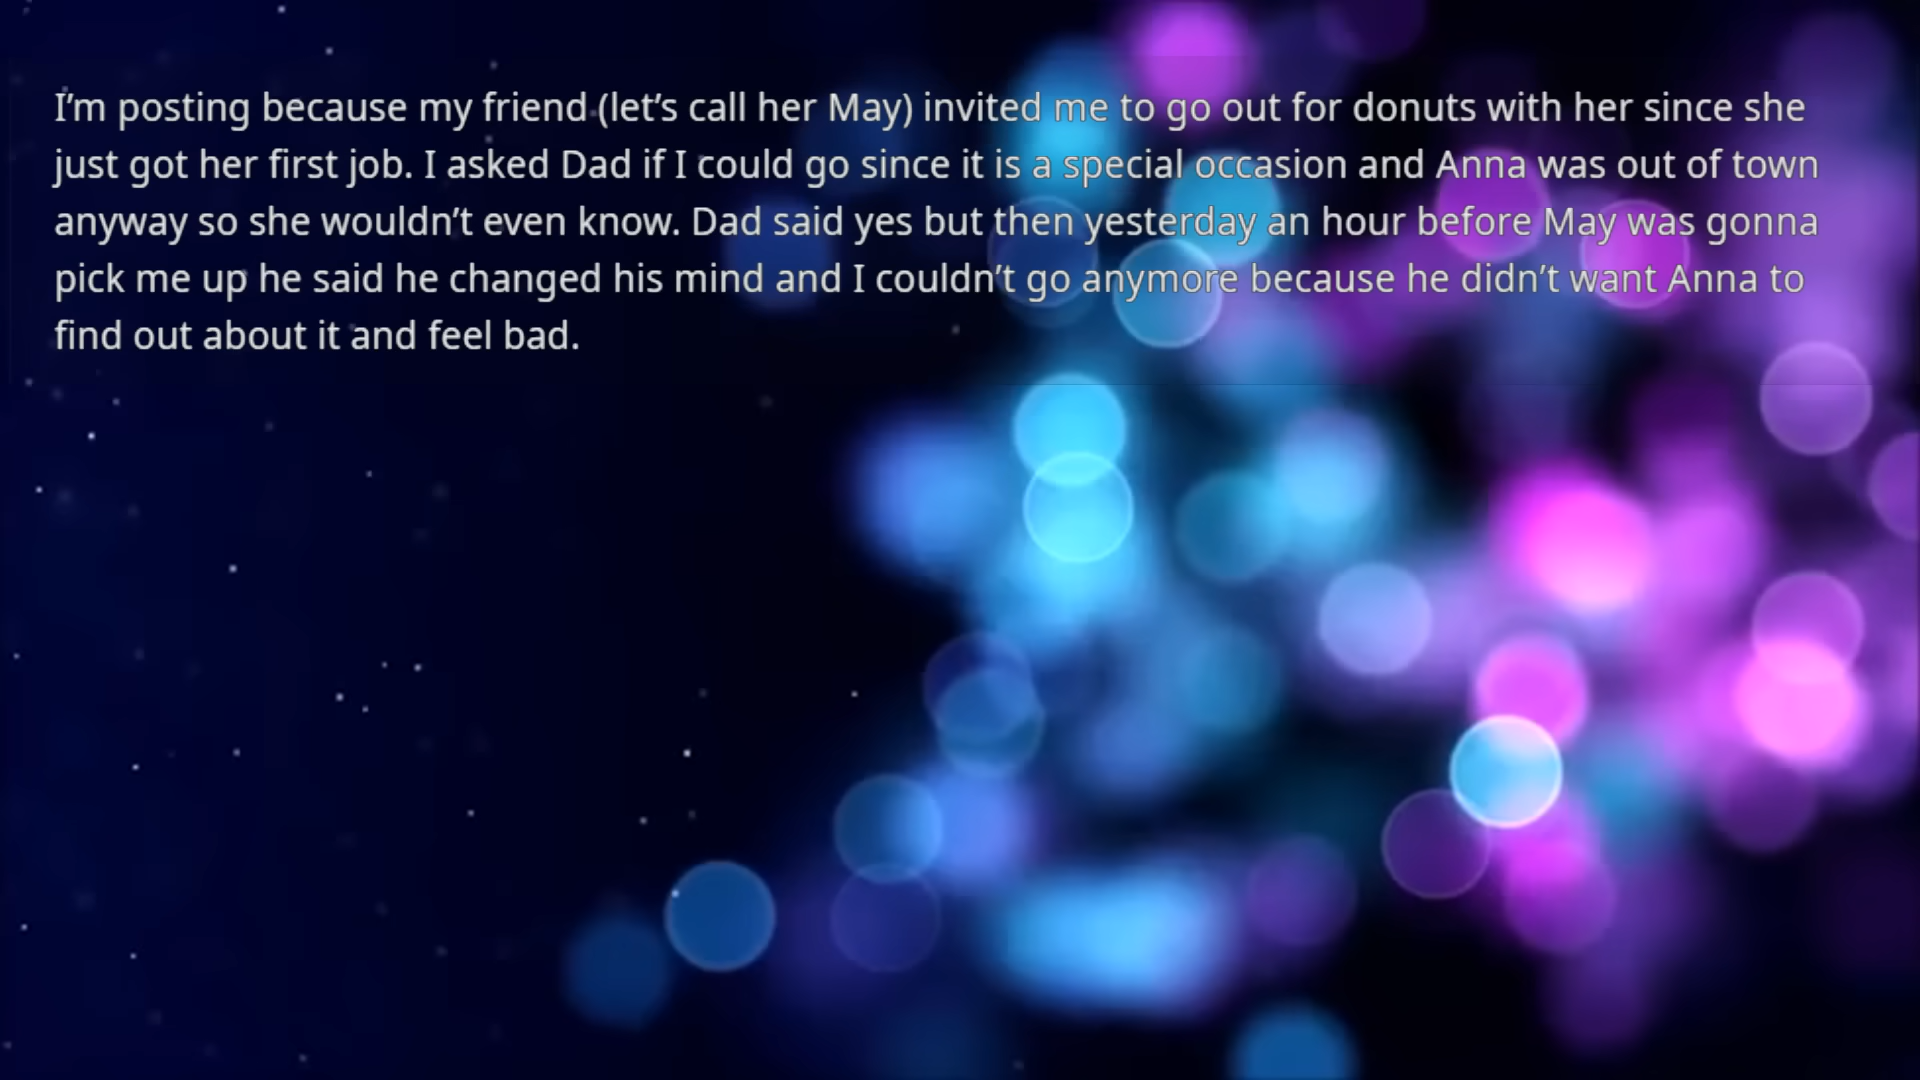 I’m posting because my friend (let’s call her May) invited me to go out for donuts with her since she
just got her first job. I asked Dad if I could go since it is a special occasion and Anna was out of town
anyway so she wouldn’t even know. Dad said yes but then yesterday an hour before May was gonna
pick me up he said he changed his mind and I couldn’t go anymore because he didn’t want Anna to
find out about it and feel bad.